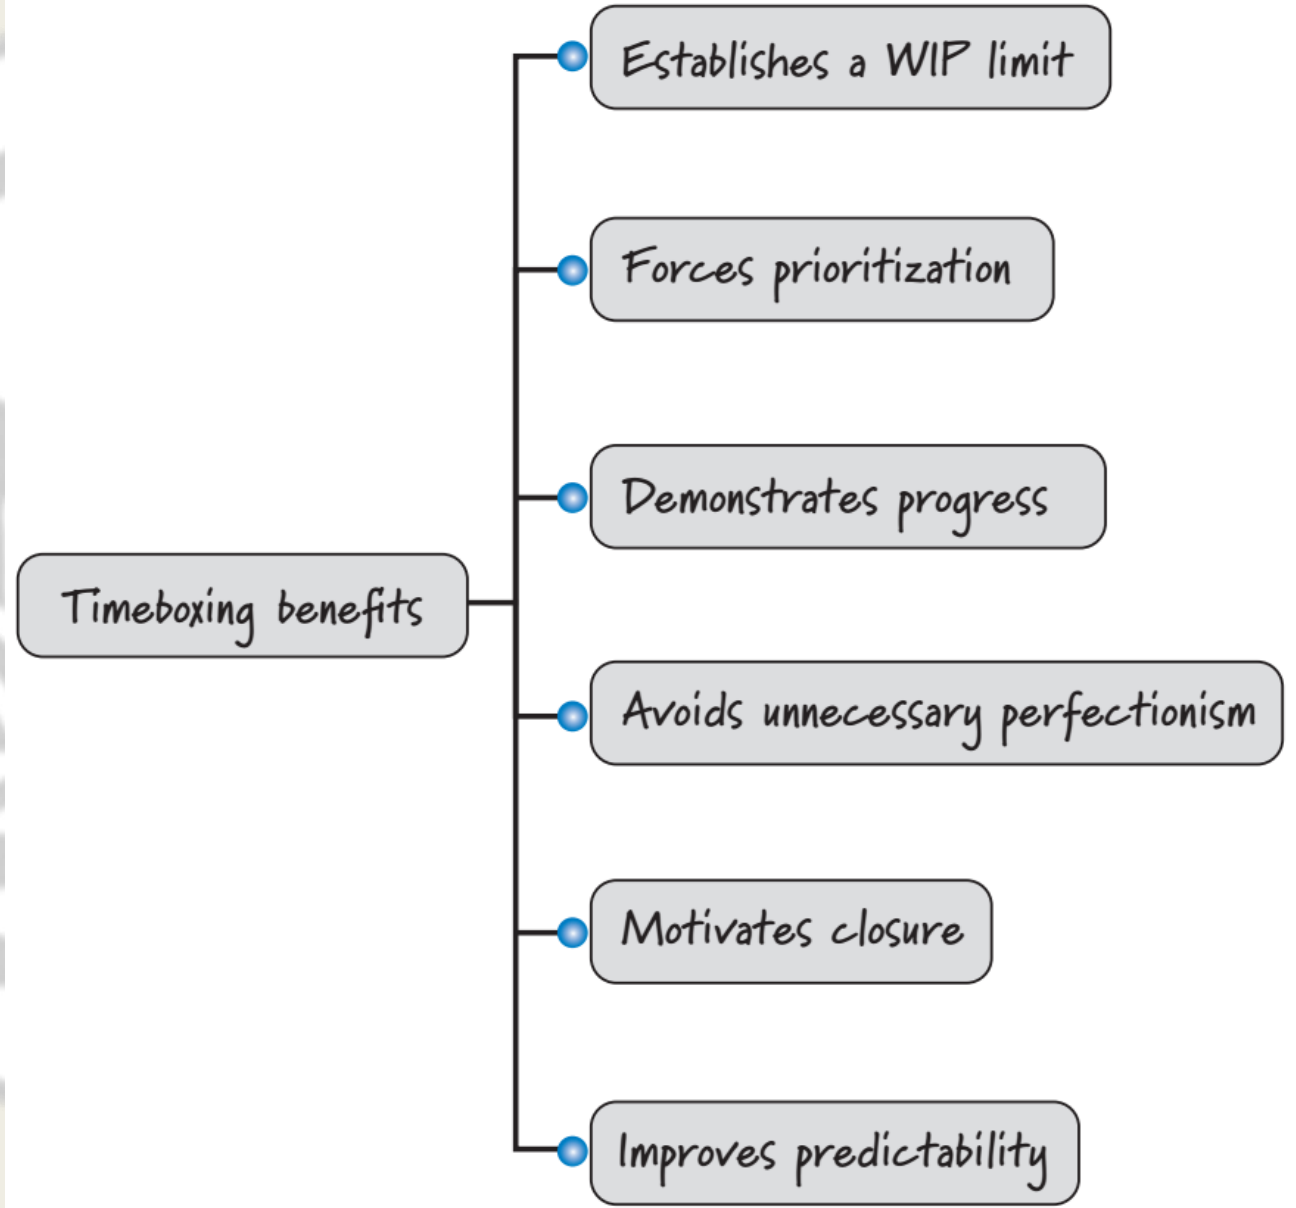 Establishes a WIP limit
Forces prioritization
Demonstrates progress
Timeboxing benefits
Avoids unnecessary perfectionism
Motivates closure
Improves predictability